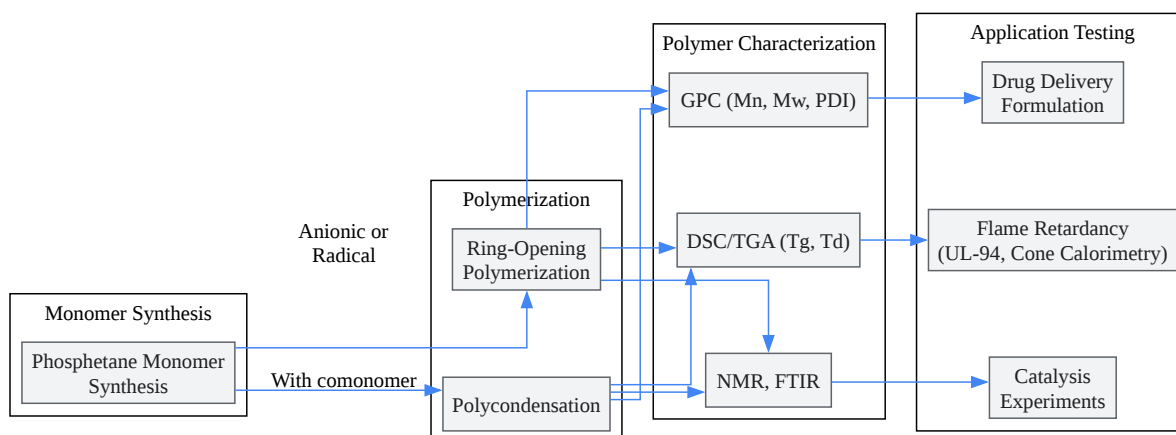 Monomer Synthesis
Phosphetane Monomer
Synthesis
Anionic or
Radical
With comonomer
Polymerization
Ring-Opening
Polymerization
Polycondensation
Polymer Characterization
GPC (Mn, Mw, PDI)
DSC/TGA (Tg, Td)
NMR, FTIR
Application Testing
Drug Delivery
Formulation
Flame Retardancy
(UL-94, Cone Calorimetry)
Catalysis
Experiments